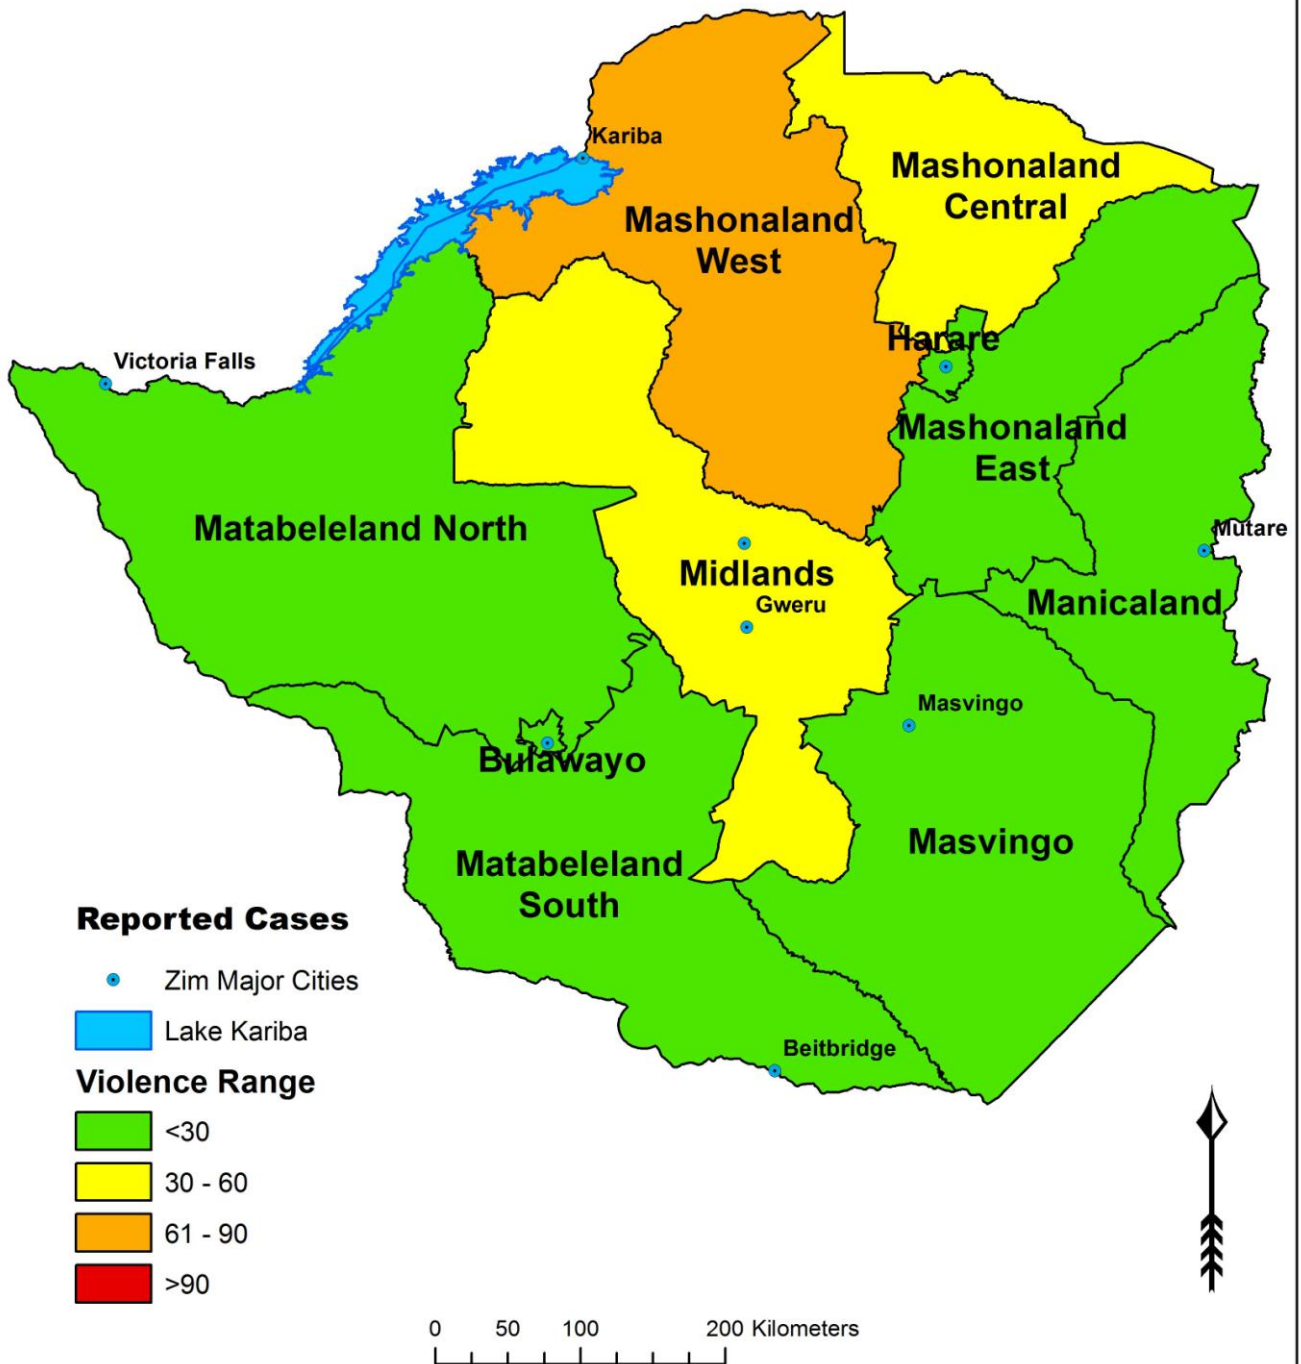 Kariba
Mashonaland
Central
Mashonaland
West
Harare
Victoria Falls
Mashonaland
East
Matabeleland North
Mutare
Midlands
Gweru
Manicaland
Masvingo
Bulawayo
Masvingo
Matabeleland
South
Reported Cases
Zim Major Cities
Lake Kariba
Beitbridge
Violence Range
<30
30 - 60
61 - 90
>90
0 50 100 200 Kilometers